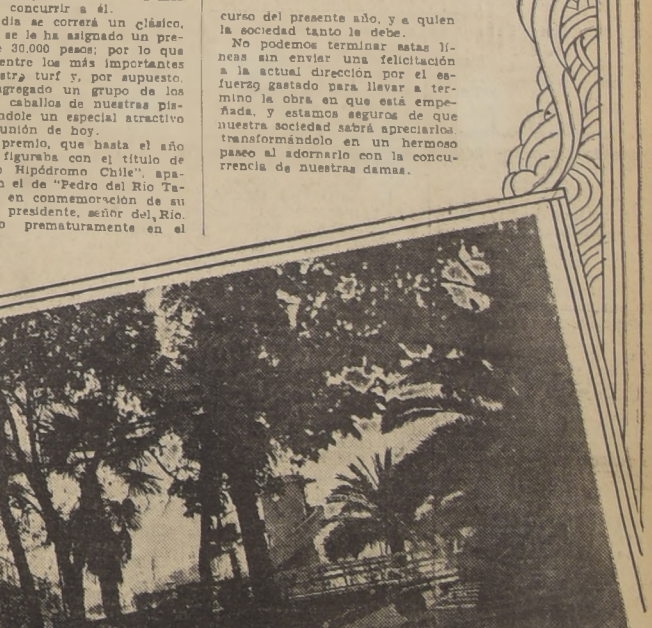 concurrir a él.
día se correrá un clásico,
se le ha asignado un pre-
30,000 pesos; por lo que
entre los más importantes
turf y, por supuesto,
agregado un grupo de los
caballos de nuestras pis-
ndole un especial atractivo
unión de hoy.
premio, que hasta el año
figuraba con el título de
Hipódromo Chile", apa-
el de "Pedro del Río Ta-
en conmemoración de su
presidente, señor del Río.
prematuramente en el
curso del presente año, y a quien
la sociedad tanto le debe.
No podemos terminar estas lí-
neas sin enviar una felicitación
a la actual dirección por el es-
fuerzo gastado para llevar a tér-
mino la obra en que está empe-
ñada, y estamos seguros de que
nuestra sociedad sabrá apreciarlos,
transformándolo en un hermoso
paseo al adornarlo con la concu-
rrencia de nuestras damas.